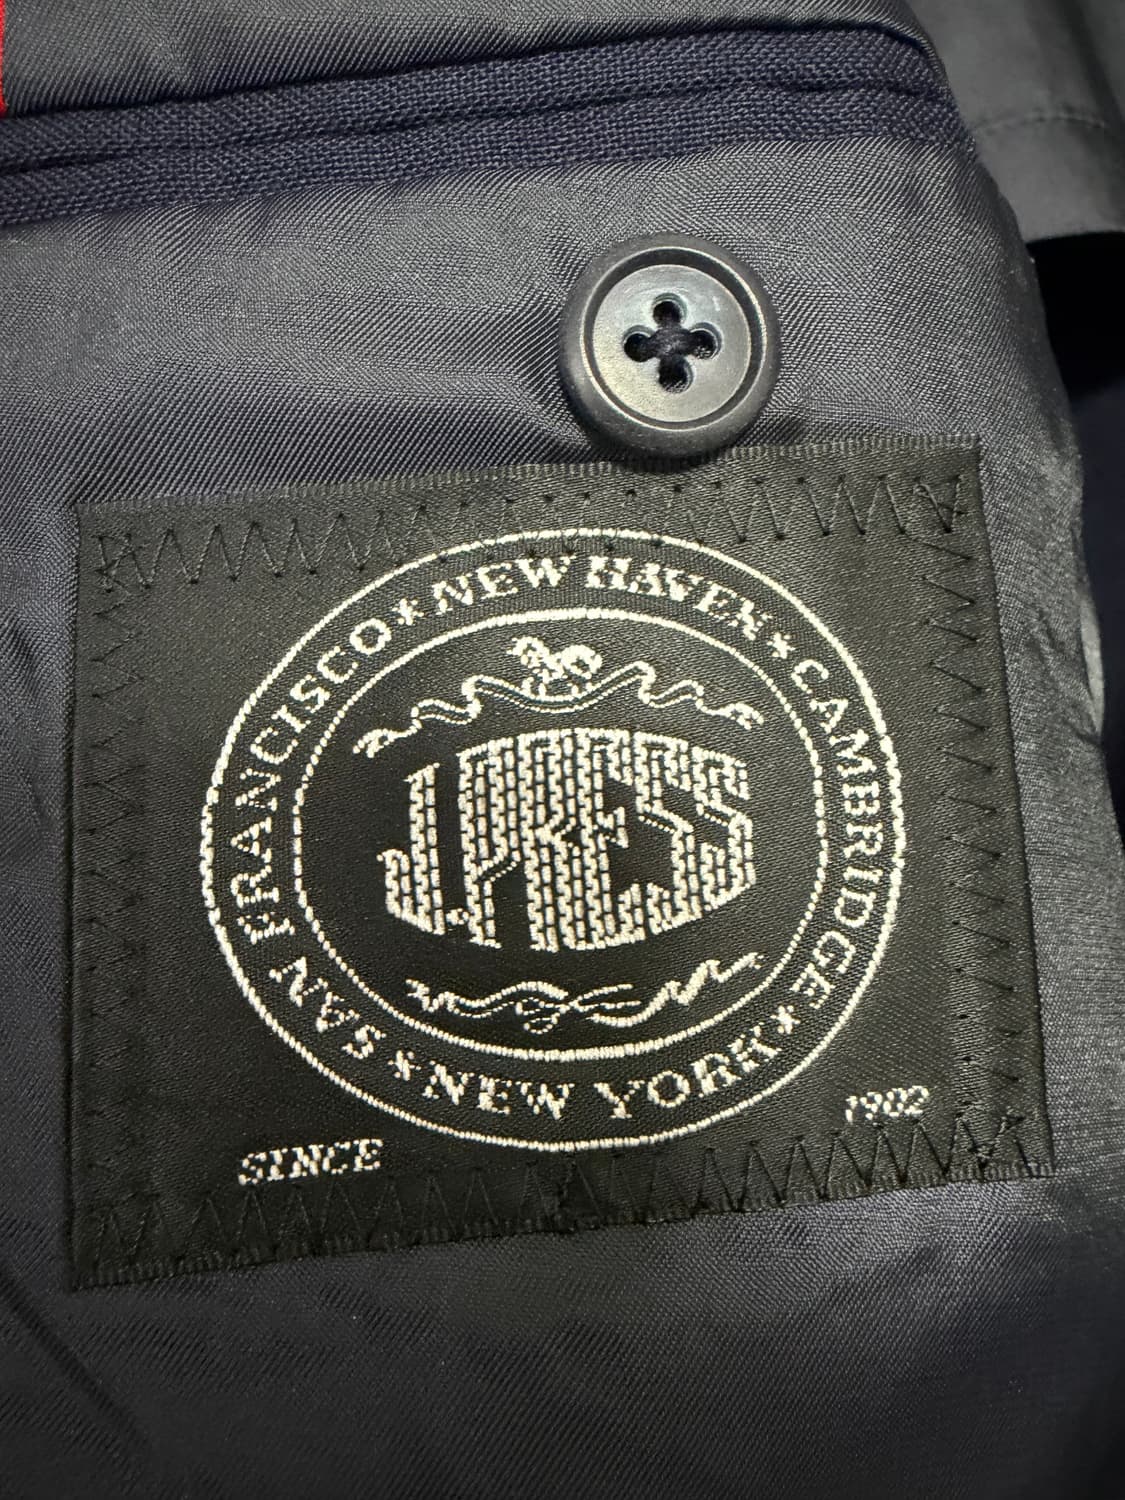 NEW HAVEN * CAMBRIDGE * NEW YORK * SAN FRANCISCO *
J.PRESS
SINCE 1902